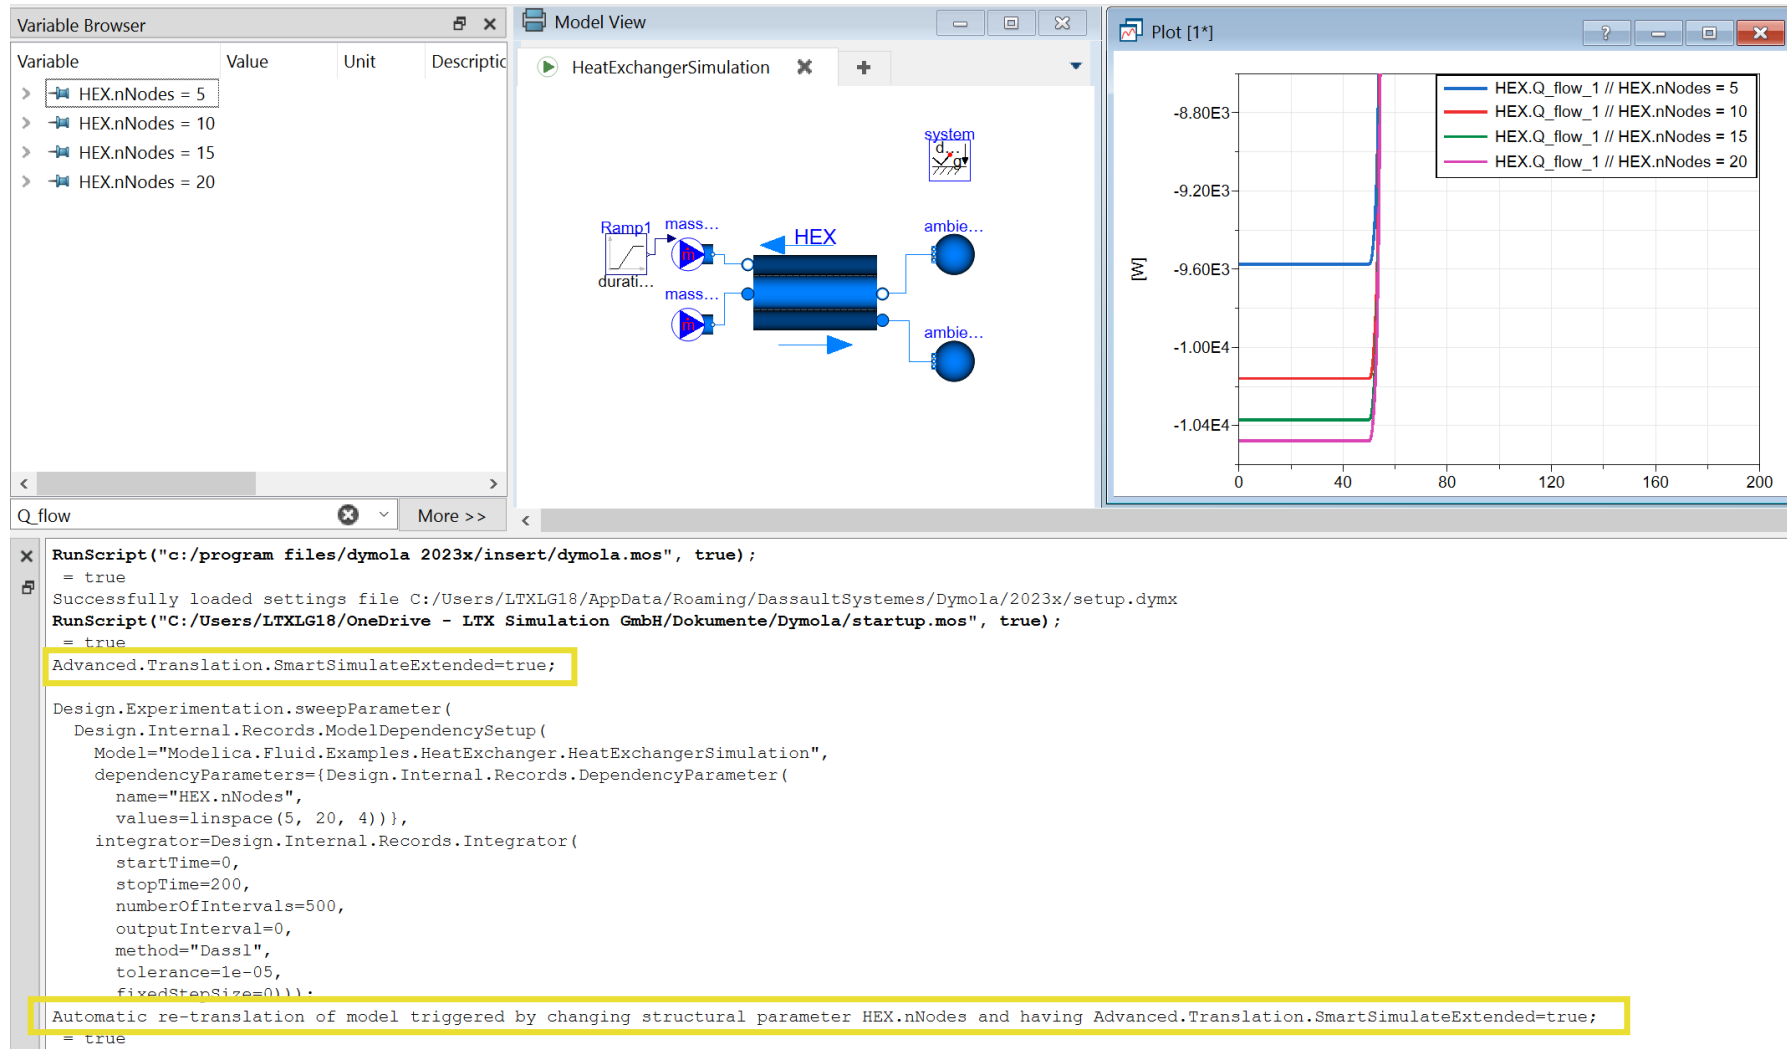 Variable Browser
Variable Value Unit Descriptic
HEX.nNodes = 5
HEX.nNodes = 10
HEX.nNodes = 15
HEX.nNodes = 20
Q_flow
More >>
Model View
HeatExchangerSimulation
system
d...
g
Ramp1
durati...
mass...
ṁ
mass...
ṁ
HEX
ambie...
ambie...
Plot [1*]
?
HEX.Q_flow_1 // HEX.nNodes = 5
HEX.Q_flow_1 // HEX.nNodes = 10
HEX.Q_flow_1 // HEX.nNodes = 15
HEX.Q_flow_1 // HEX.nNodes = 20
-8.80E3
-9.20E3
-9.60E3
-1.00E4
-1.04E4
[W]
0 40 80 120 160 200
RunScript("c:/program files/dymola 2023x/insert/dymola.mos", true);
= true
Successfully loaded settings file C:/Users/LTXLG18/AppData/Roaming/DassaultSystemes/Dymola/2023x/setup.dymx
RunScript("C:/Users/LTXLG18/OneDrive - LTX Simulation GmbH/Dokumente/Dymola/startup.mos", true);
= true
Advanced.Translation.SmartSimulateExtended=true;
Design.Experimentation.sweepParameter(
Design.Internal.Records.ModelDependencySetup(
Model="Modelica.Fluid.Examples.HeatExchanger.HeatExchangerSimulation",
dependencyParameters={Design.Internal.Records.DependencyParameter(
name="HEX.nNodes",
values=linspace(5, 20, 4))},
integrator=Design.Internal.Records.Integrator(
startTime=0,
stopTime=200,
numberOfIntervals=500,
outputInterval=0,
method="Dassl",
tolerance=1e-05,
fixedStepSize=0)));
Automatic re-translation of model triggered by changing structural parameter HEX.nNodes and having Advanced.Translation.SmartSimulateExtended=true;
= true